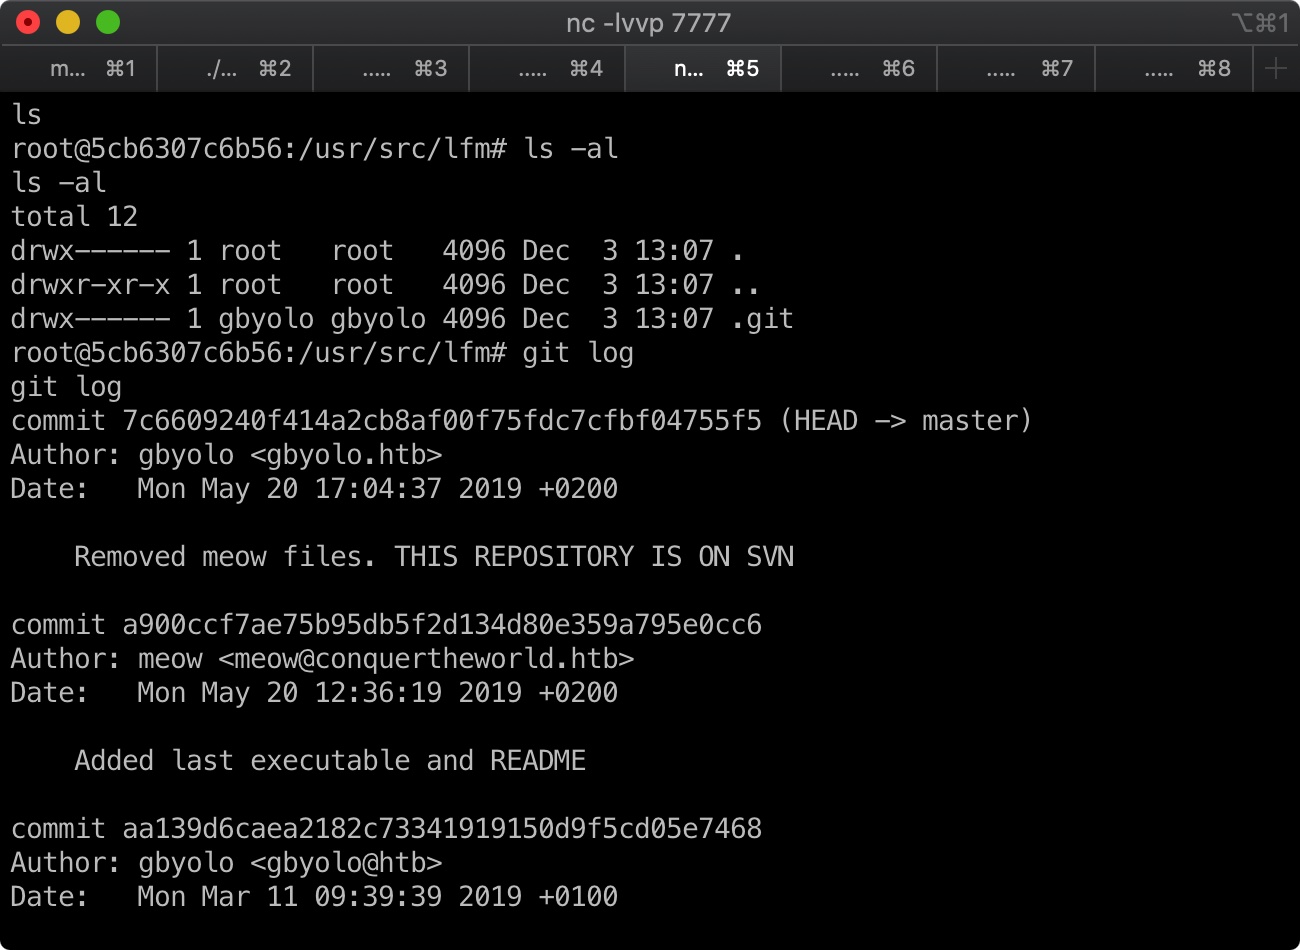 nc -lvvp 7777
⌥⌘1
m... ⌘1 ./... ⌘2 ..... ⌘3 ..... ⌘4 n... ⌘5 ..... ⌘6 ..... ⌘7 ..... ⌘8 +
ls
root@5cb6307c6b56:/usr/src/lfm# ls -al
ls -al
total 12
drwx------ 1 root   root   4096 Dec  3 13:07 .
drwxr-xr-x 1 root   root   4096 Dec  3 13:07 ..
drwx------ 1 gbyolo gbyolo 4096 Dec  3 13:07 .git
root@5cb6307c6b56:/usr/src/lfm# git log
git log
commit 7c6609240f414a2cb8af00f75fdc7cfbf04755f5 (HEAD -> master)
Author: gbyolo <gbyolo.htb>
Date:   Mon May 20 17:04:37 2019 +0200
Removed meow files. THIS REPOSITORY IS ON SVN
commit a900ccf7ae75b95db5f2d134d80e359a795e0cc6
Author: meow <meow@conquertheworld.htb>
Date:   Mon May 20 12:36:19 2019 +0200
Added last executable and README
commit aa139d6caea2182c73341919150d9f5cd05e7468
Author: gbyolo <gbyolo@htb>
Date:   Mon Mar 11 09:39:39 2019 +0100